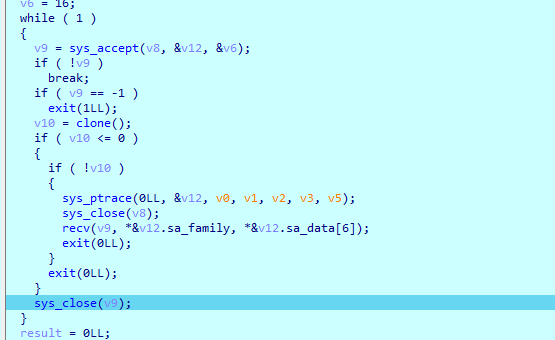 v6 = 16;
while ( 1 )
{
v9 = sys_accept(v8, &v12, &v6);
if ( !v9 )
break;
if ( v9 == -1 )
exit(1LL);
v10 = clone();
if ( v10 <= 0 )
{
if ( !v10 )
{
sys_ptrace(0LL, &v12, v0, v1, v2, v3, v5);
sys_close(v8);
recv(v9, *&v12.sa_family, *&v12.sa_data[6]);
exit(0LL);
}
exit(0LL);
}
sys_close(v9);
}
result = 0LL;